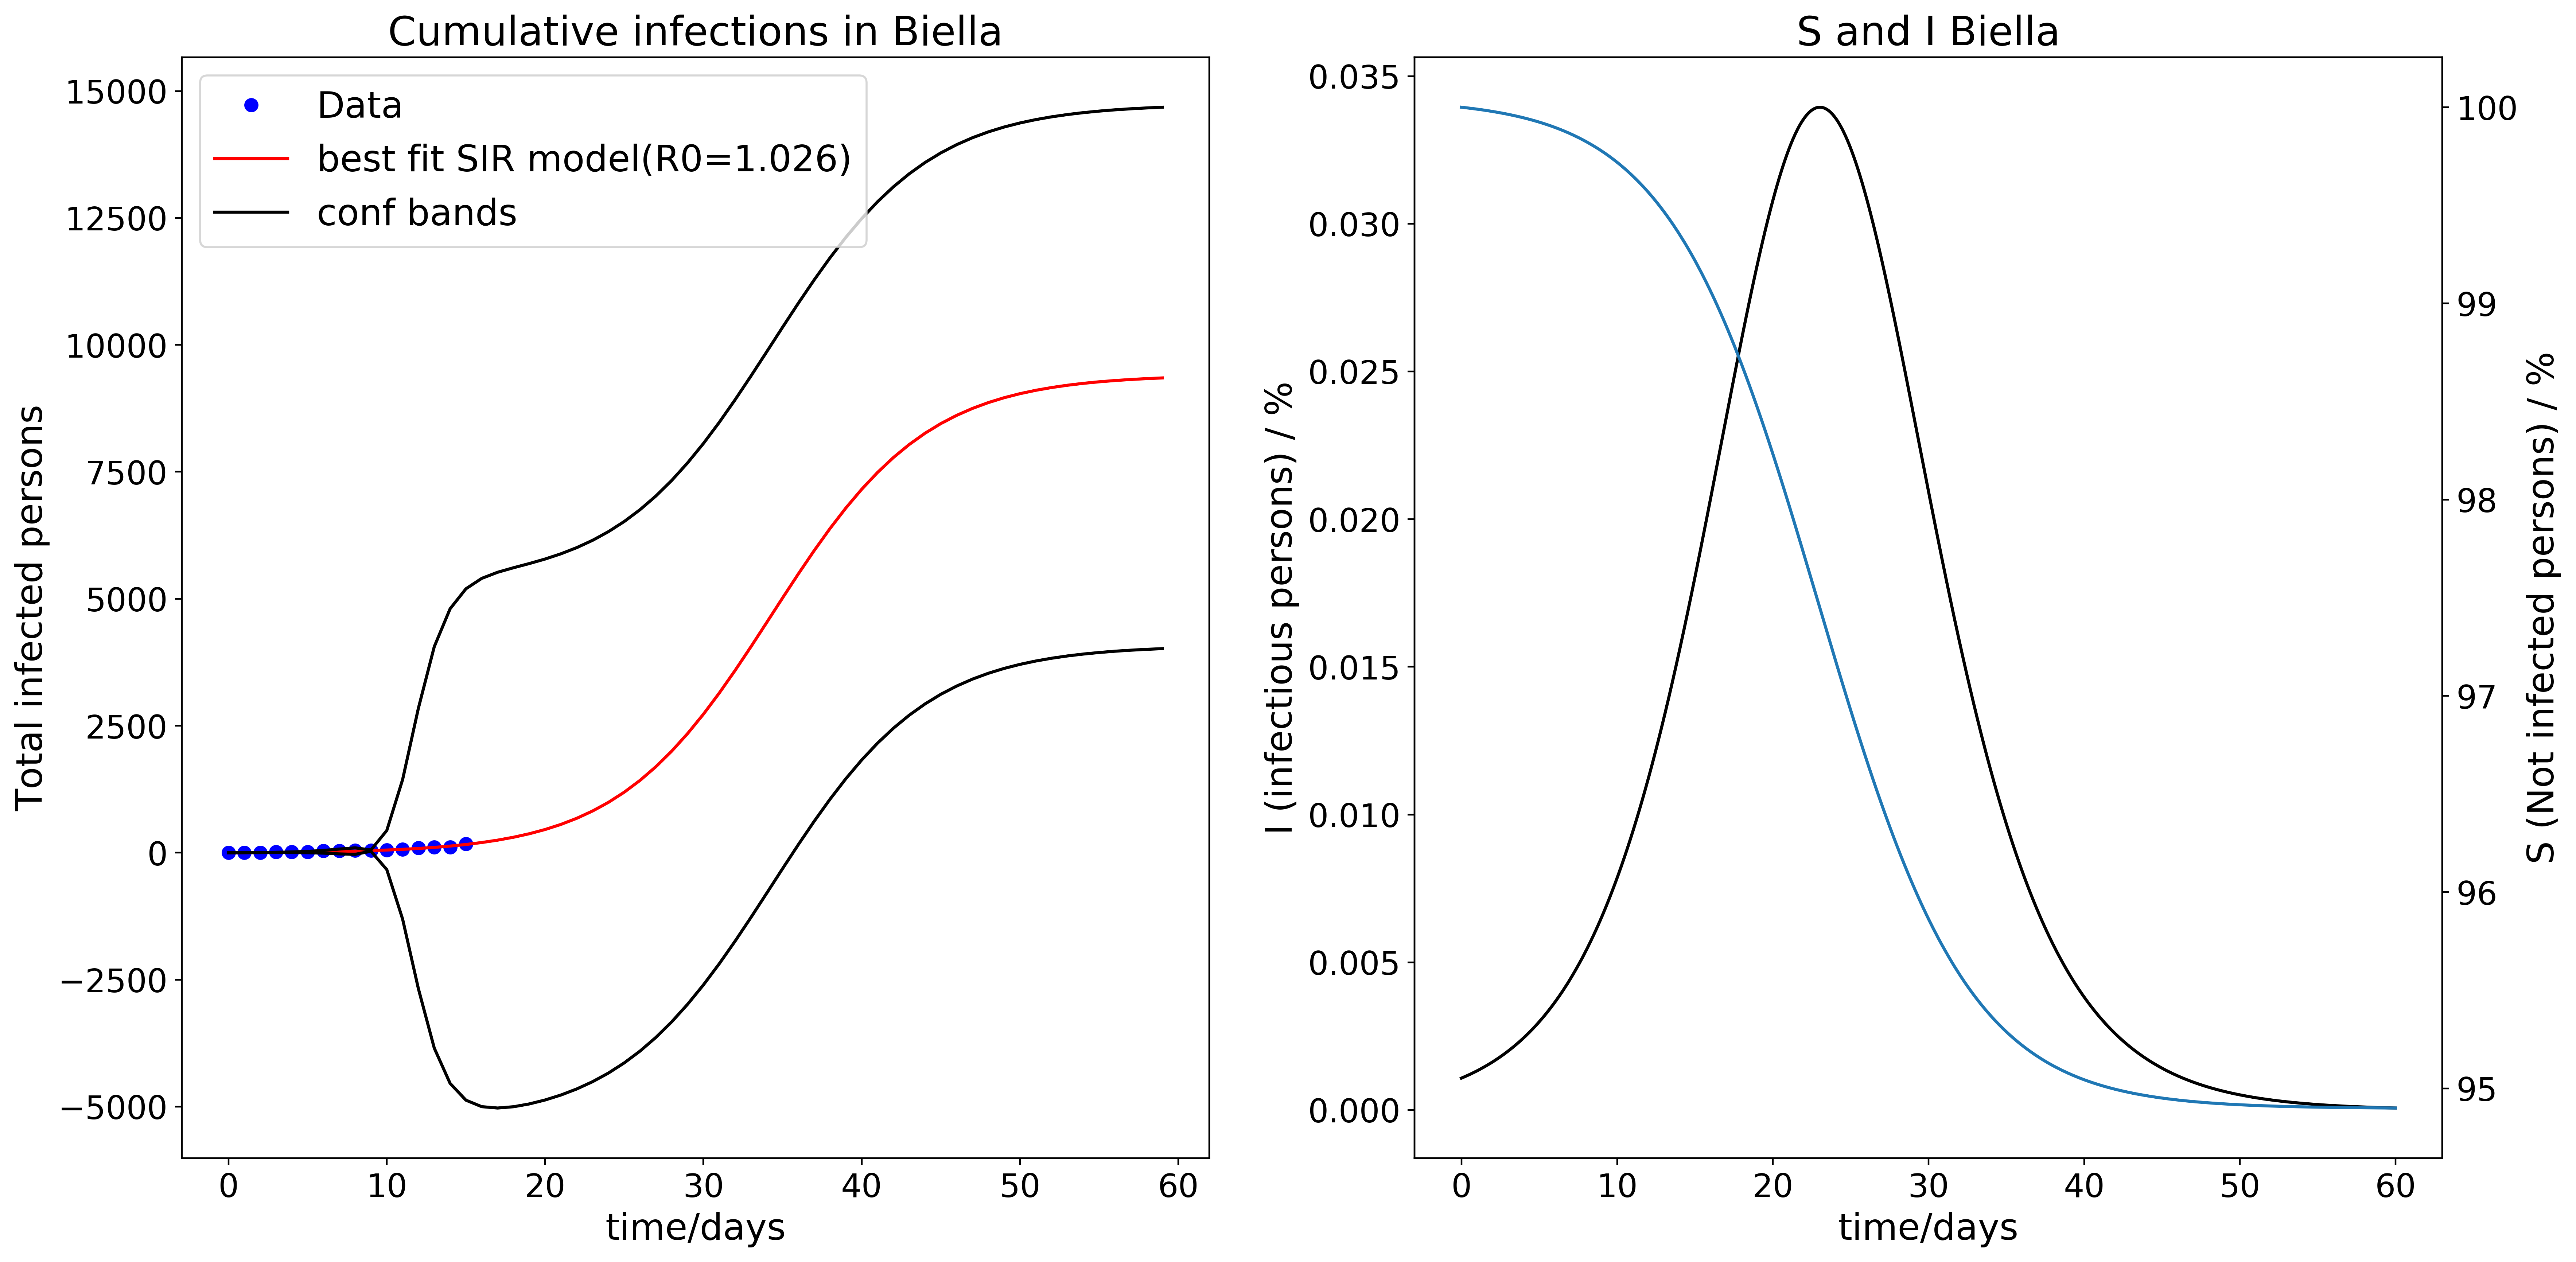 Cumulative infections in Biella
Data
best fit SIR model(R0=1.026)
conf bands
15000
12500
10000
7500
5000
2500
0
−2500
−5000
Total infected persons
0 10 20 30 40 50 60
time/days
S and I Biella
0.035
0.030
0.025
0.020
0.015
0.010
0.005
0.000
I (infectious persons) / %
100
99
98
97
96
95
S (Not infected persons) / %
0 10 20 30 40 50 60
time/days